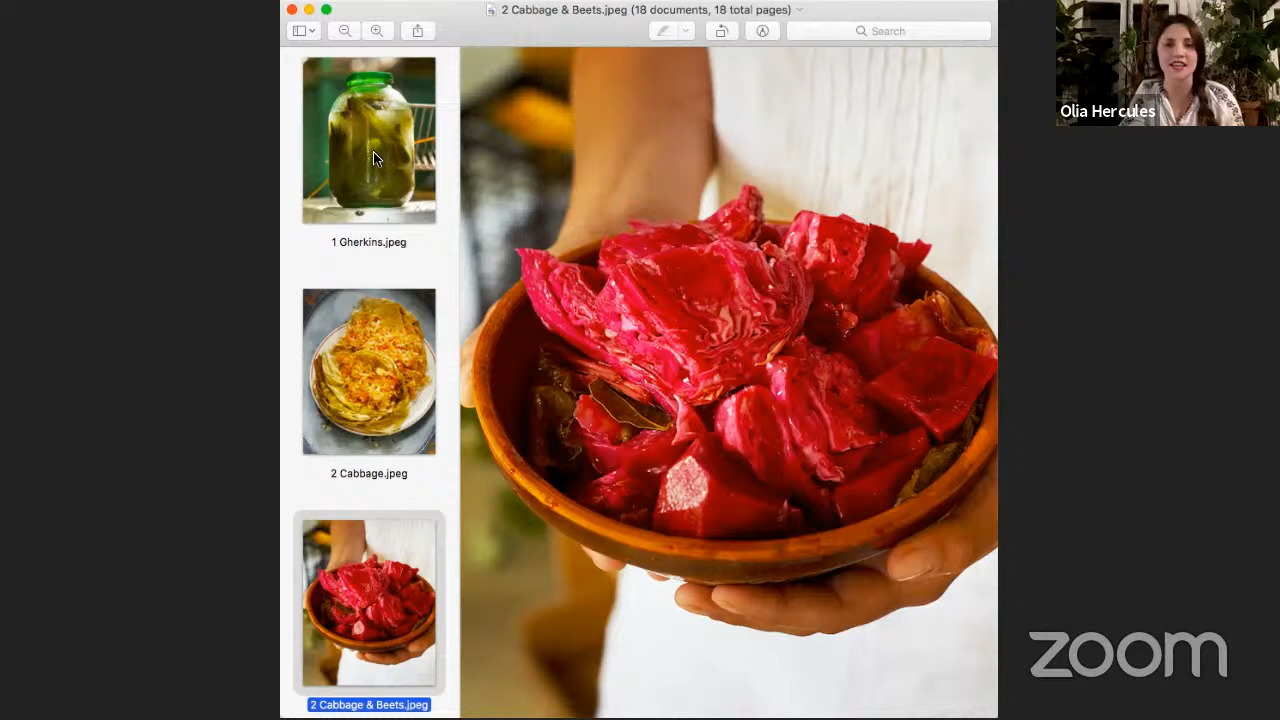 2 Cabbage & Beets.jpeg (18 documents, 18 total pages)
Search
1 Gherkins.jpeg
2 Cabbage.jpeg
2 Cabbage & Beets.jpeg
Olia Hercules
zoom